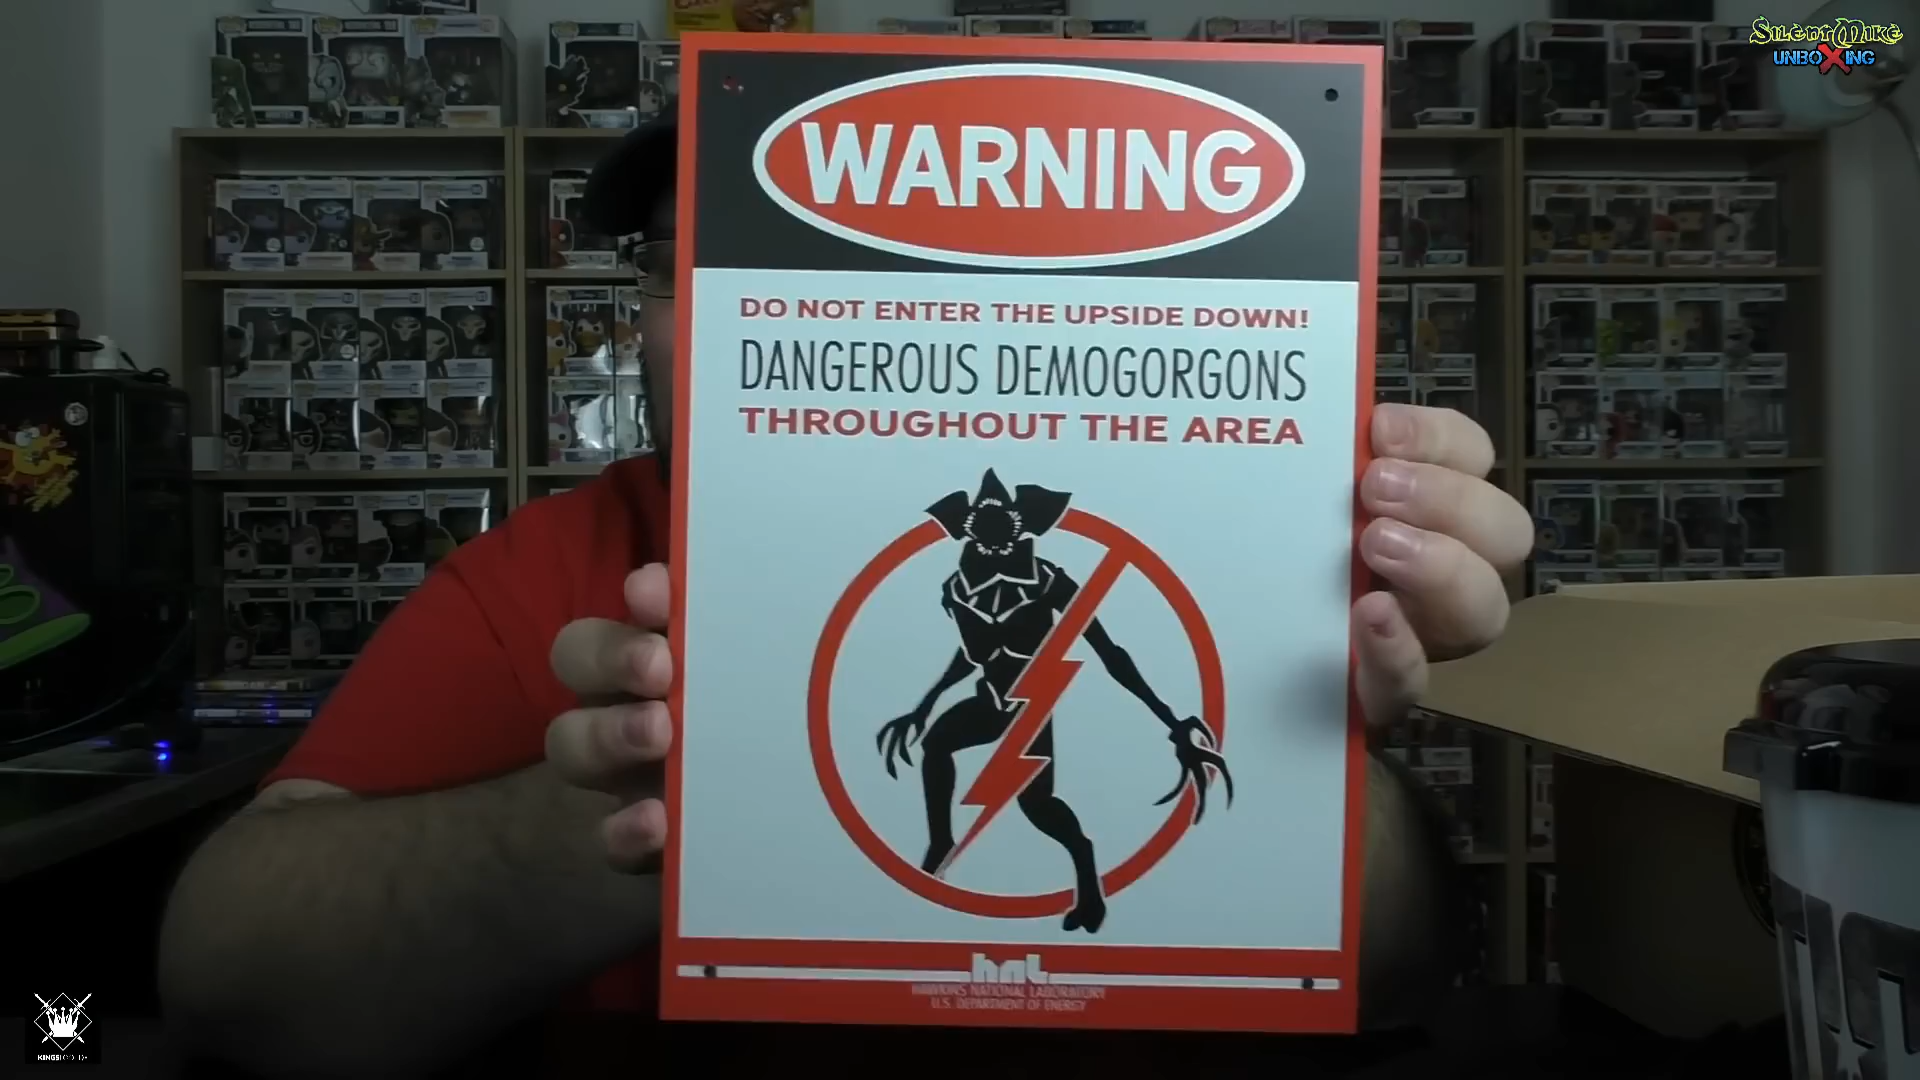 SilentMike
UNBOXING
WARNING
DO NOT ENTER THE UPSIDE DOWN!
DANGEROUS DEMOGORGONS
THROUGHOUT THE AREA
hnl
HAWKINS NATIONAL LABORATORY
U.S. DEPARTMENT OF ENERGY